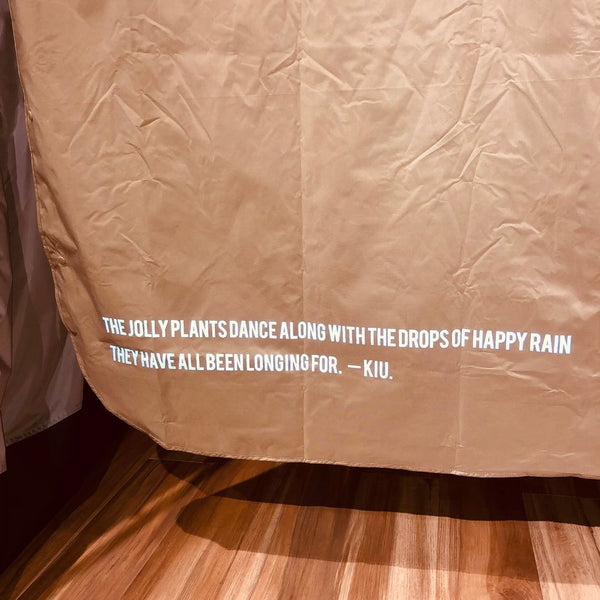 THE JOLLY PLANTS DANCE ALONG WITH THE DROPS OF HAPPY RAIN
THEY HAVE ALL BEEN LONGING FOR. —KIU.